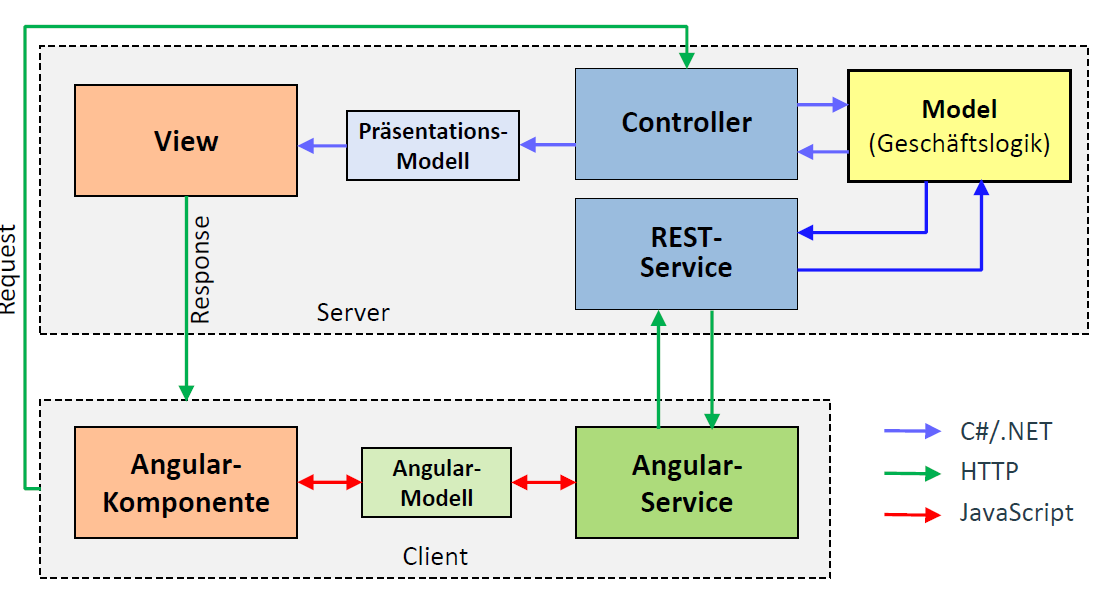 View
Präsentations-
Modell
Controller
Model
(Geschäftslogik)
REST-
Service
Request
Response
Server
Angular-
Komponente
Angular-
Modell
Angular-
Service
Client
C#/.NET
HTTP
JavaScript